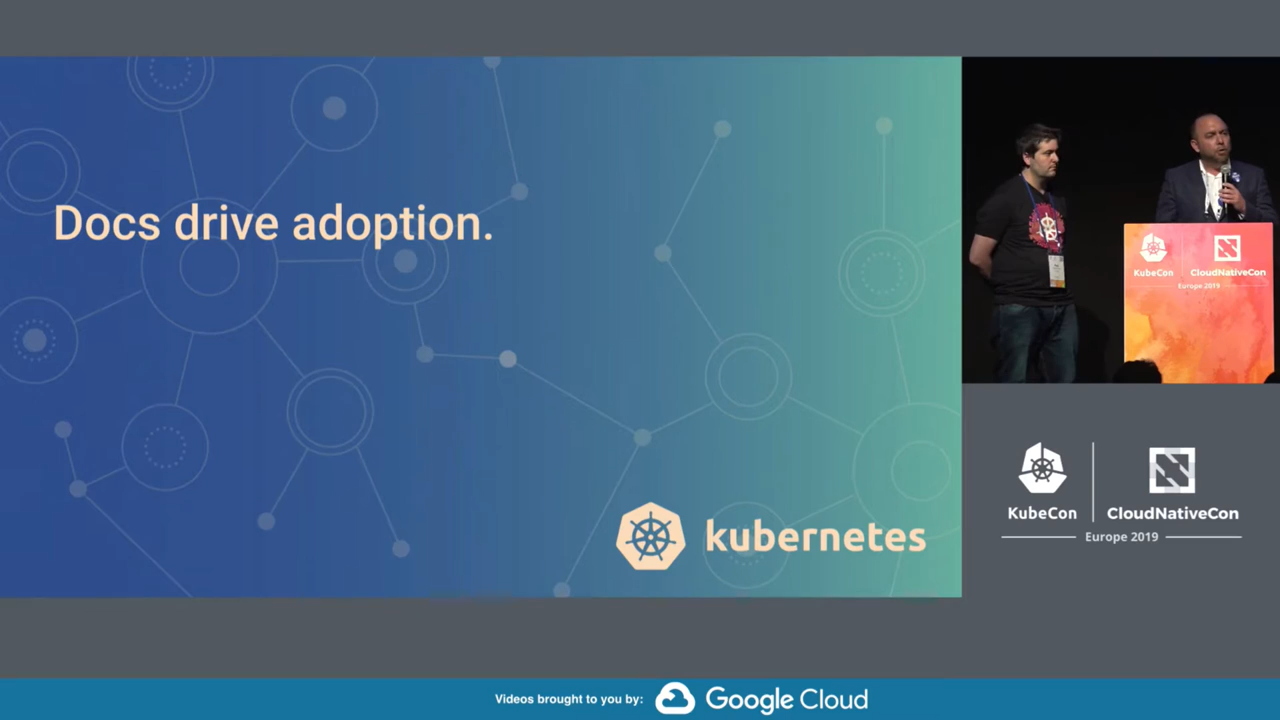 Docs drive adoption.
kubernetes
KubeCon
CloudNativeCon
Europe 2019
KubeCon
CloudNativeCon
Europe 2019
Videos brought to you by:
Google Cloud